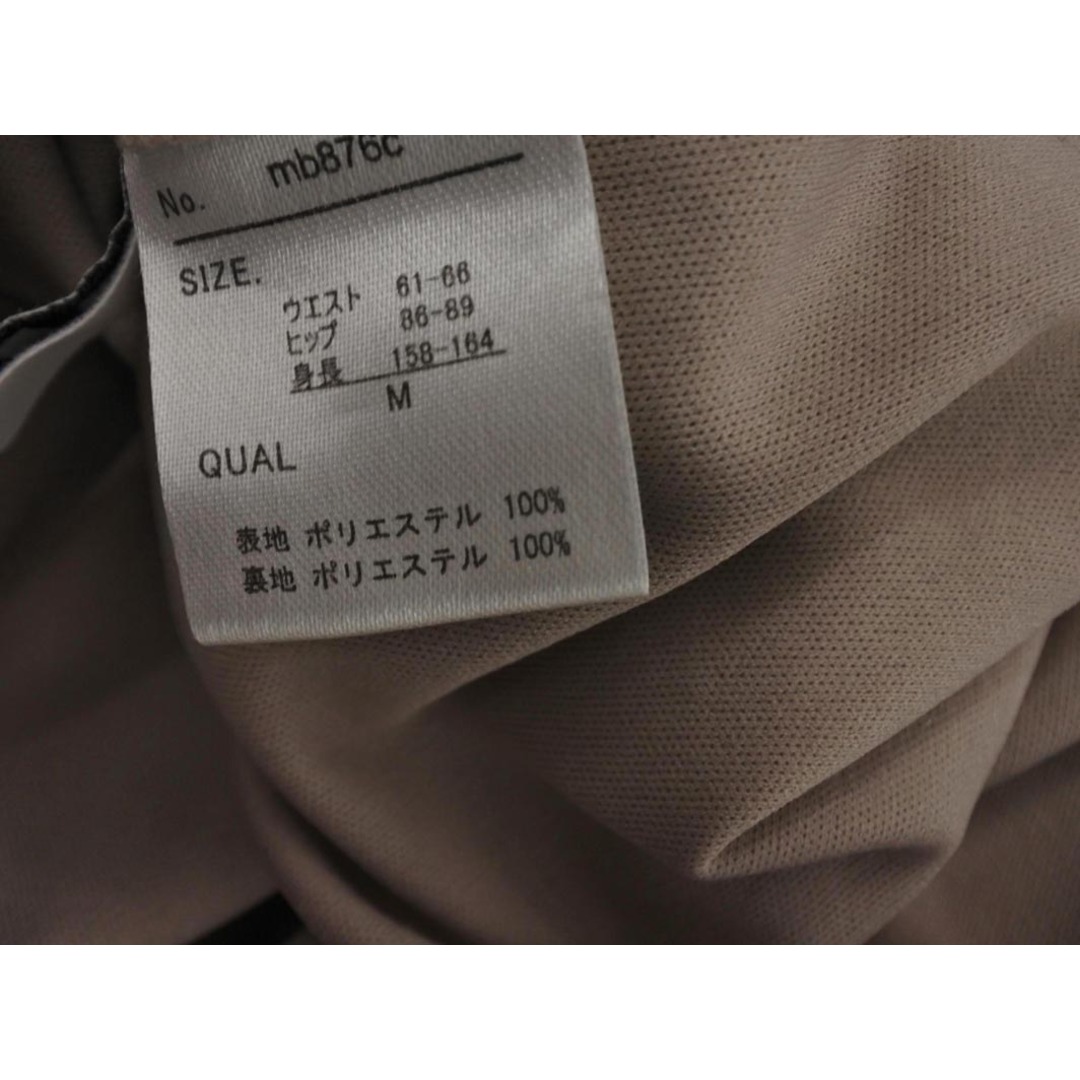 No. mb876c
SIZE.
ウエスト 61-66
ヒップ 86-89
身長 158-164
M
QUAL
表地 ポリエステル 100%
裏地 ポリエステル 100%